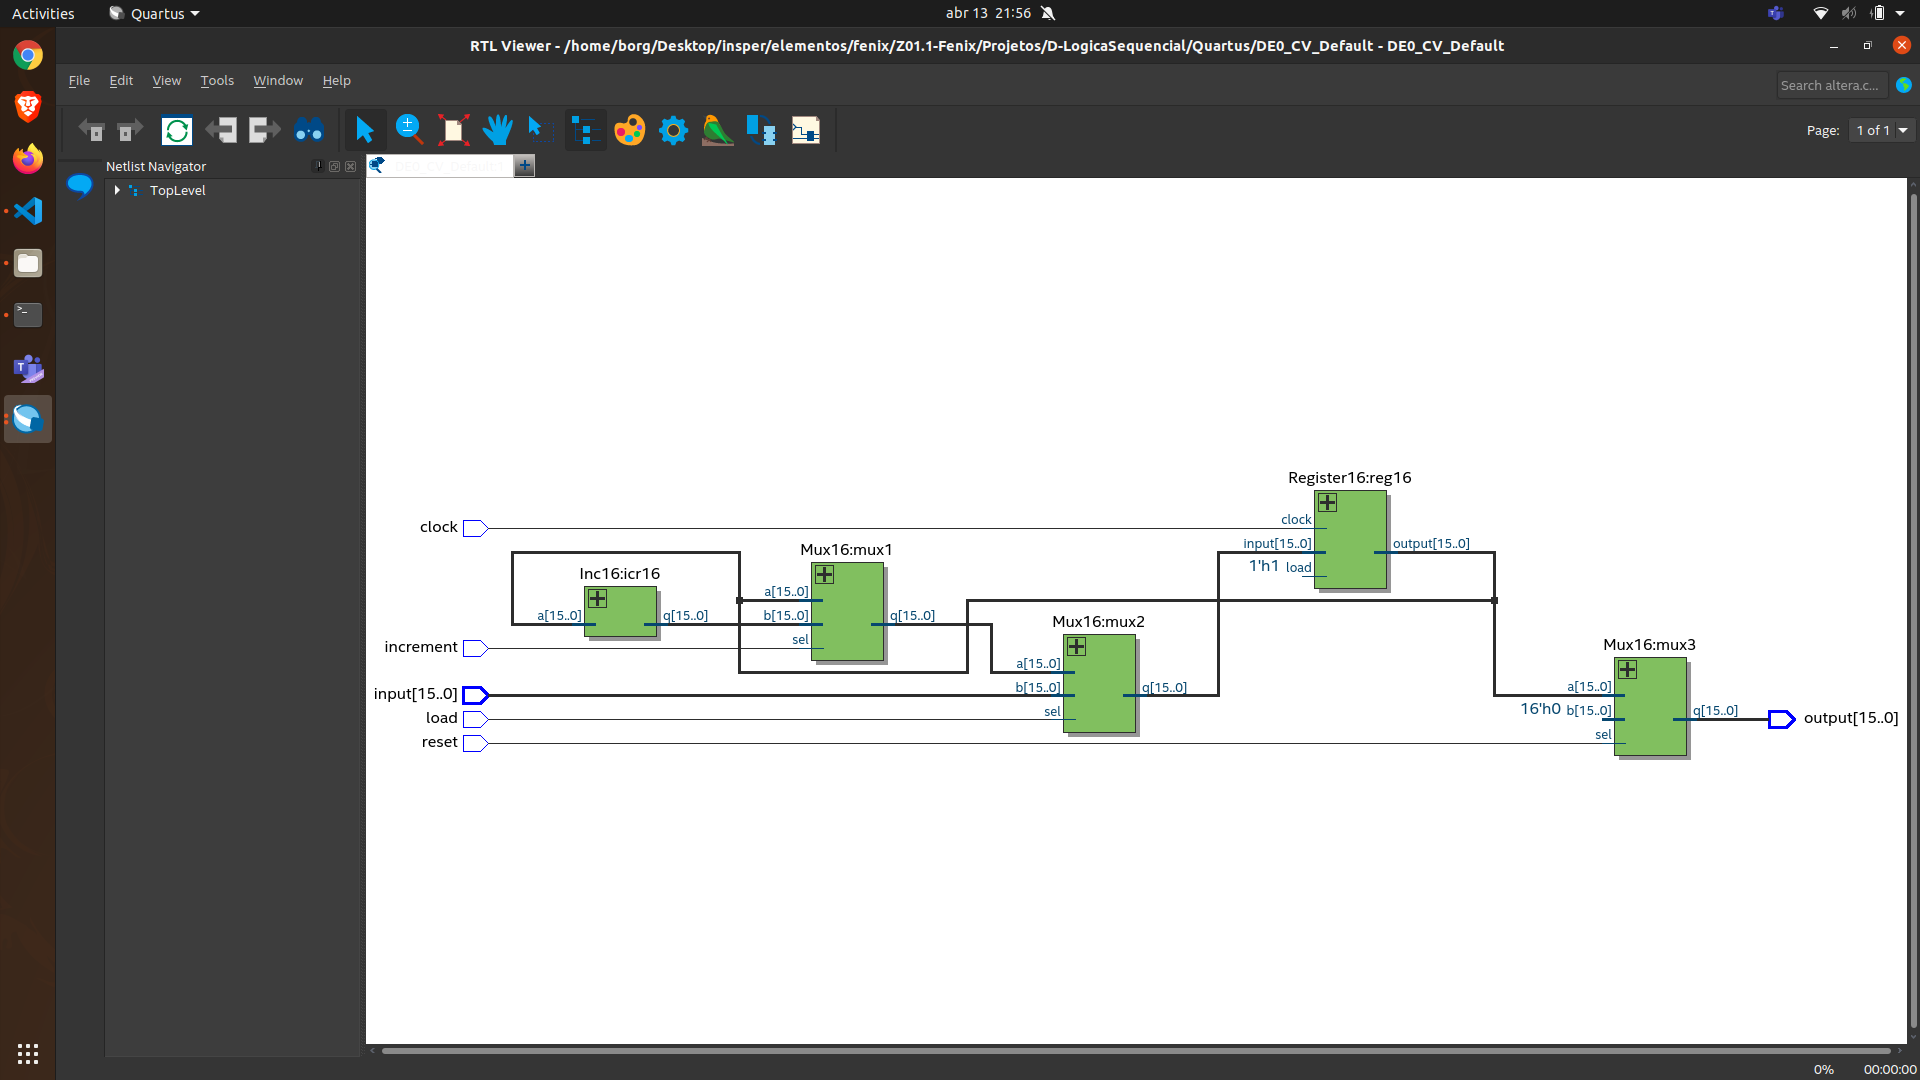 Activities
Quartus
abr 13 21:56
RTL Viewer - /home/borg/Desktop/insper/elementos/fenix/Z01.1-Fenix/Projetos/D-LogicaSequencial/Quartus/DE0_CV_Default - DE0_CV_Default
File Edit View Tools Window Help
Search altera.c...
Page: 1 of 1
Netlist Navigator
TopLevel
Register16:reg16
clock
clock
input[15..0]
output[15..0]
1'h1 load
Mux16:mux1
Inc16:icr16
a[15..0]
a[15..0]
q[15..0]
b[15..0]
q[15..0]
sel
increment
Mux16:mux2
a[15..0]
input[15..0]
b[15..0]
q[15..0]
load
sel
reset
Mux16:mux3
a[15..0]
16'h0 b[15..0]
q[15..0]
output[15..0]
sel
0% 00:00:00